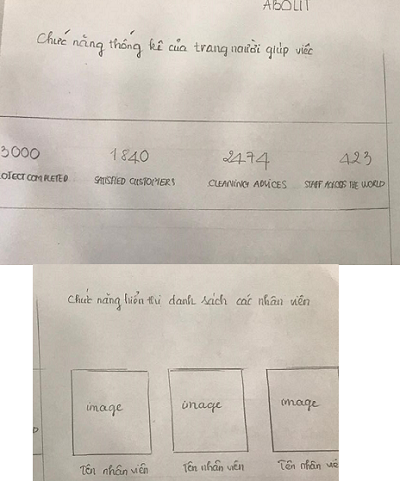 ABOUT
Chức năng thống kê của trang người giúp việc
3000 1840 2474 423
OJECT COMPLETED SATISFIED CUSTOMERS CLEANING ADVICES STAFF ACROSS THE WORLD
Chức năng hiển thị danh sách các nhân viên
image image image
Tên nhân viên Tên nhân viên Tên nhân viê